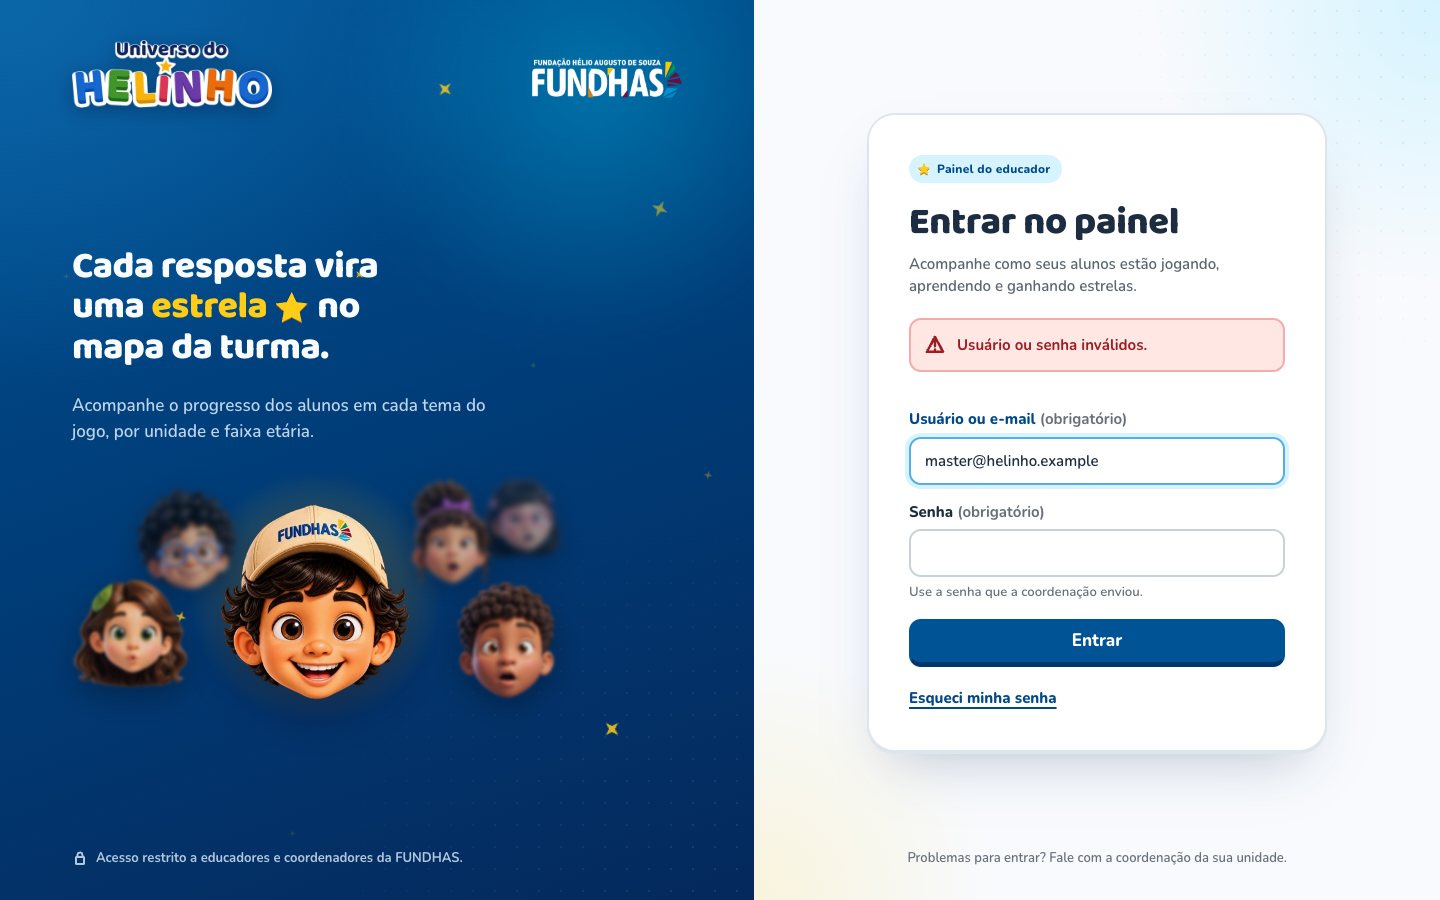 Universo do
HELINHO
FUNDAÇÃO HÉLIO AUGUSTO DE SOUZA
FUNDHAS
Cada resposta vira
uma estrela no
mapa da turma.
Acompanhe o progresso dos alunos em cada tema do
jogo, por unidade e faixa etária.
FUNDHAS
Acesso restrito a educadores e coordenadores da FUNDHAS.
Painel do educador
Entrar no painel
Acompanhe como seus alunos estão jogando,
aprendendo e ganhando estrelas.
Usuário ou senha inválidos.
Usuário ou e-mail (obrigatório)
master@helinho.example
Senha (obrigatório)
Use a senha que a coordenação enviou.
Entrar
Esqueci minha senha
Problemas para entrar? Fale com a coordenação da sua unidade.